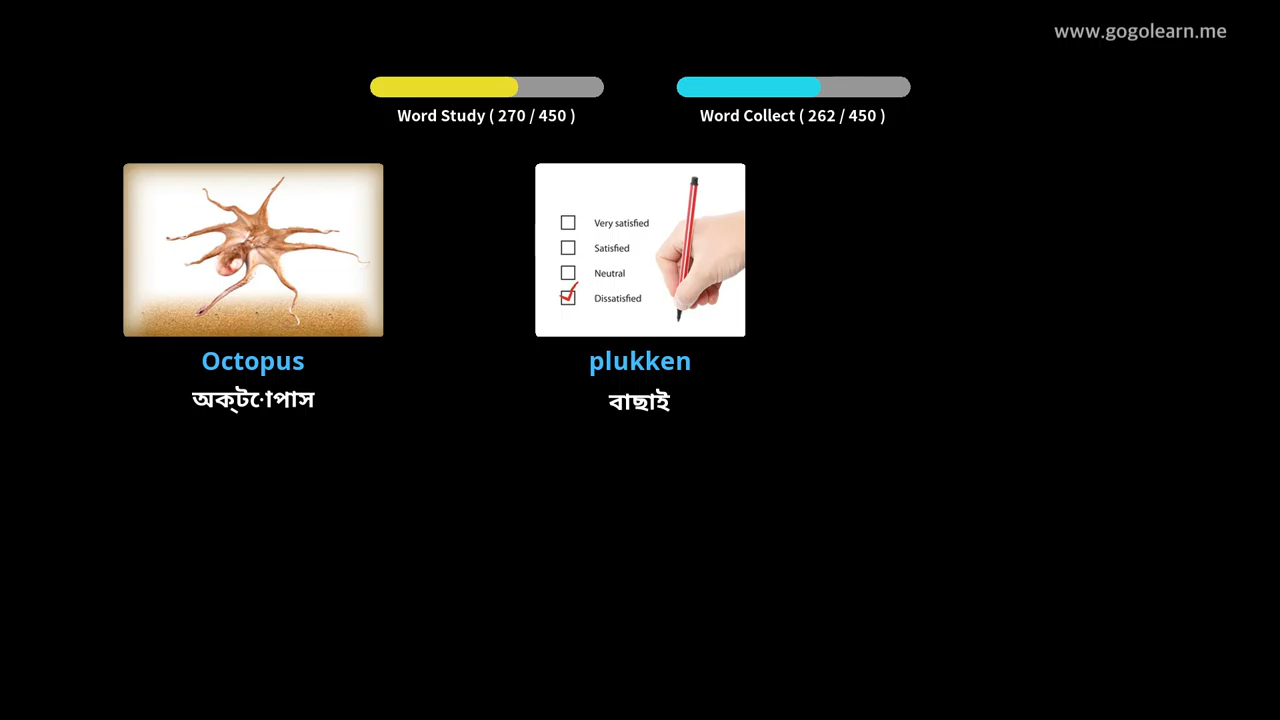 www.gogolearn.me
Word Study ( 270 / 450 )
Word Collect ( 262 / 450 )
Very satisfied
Satisfied
Neutral
Dissatisfied
Octopus
plukken
অক্টোপাস
বাছাই